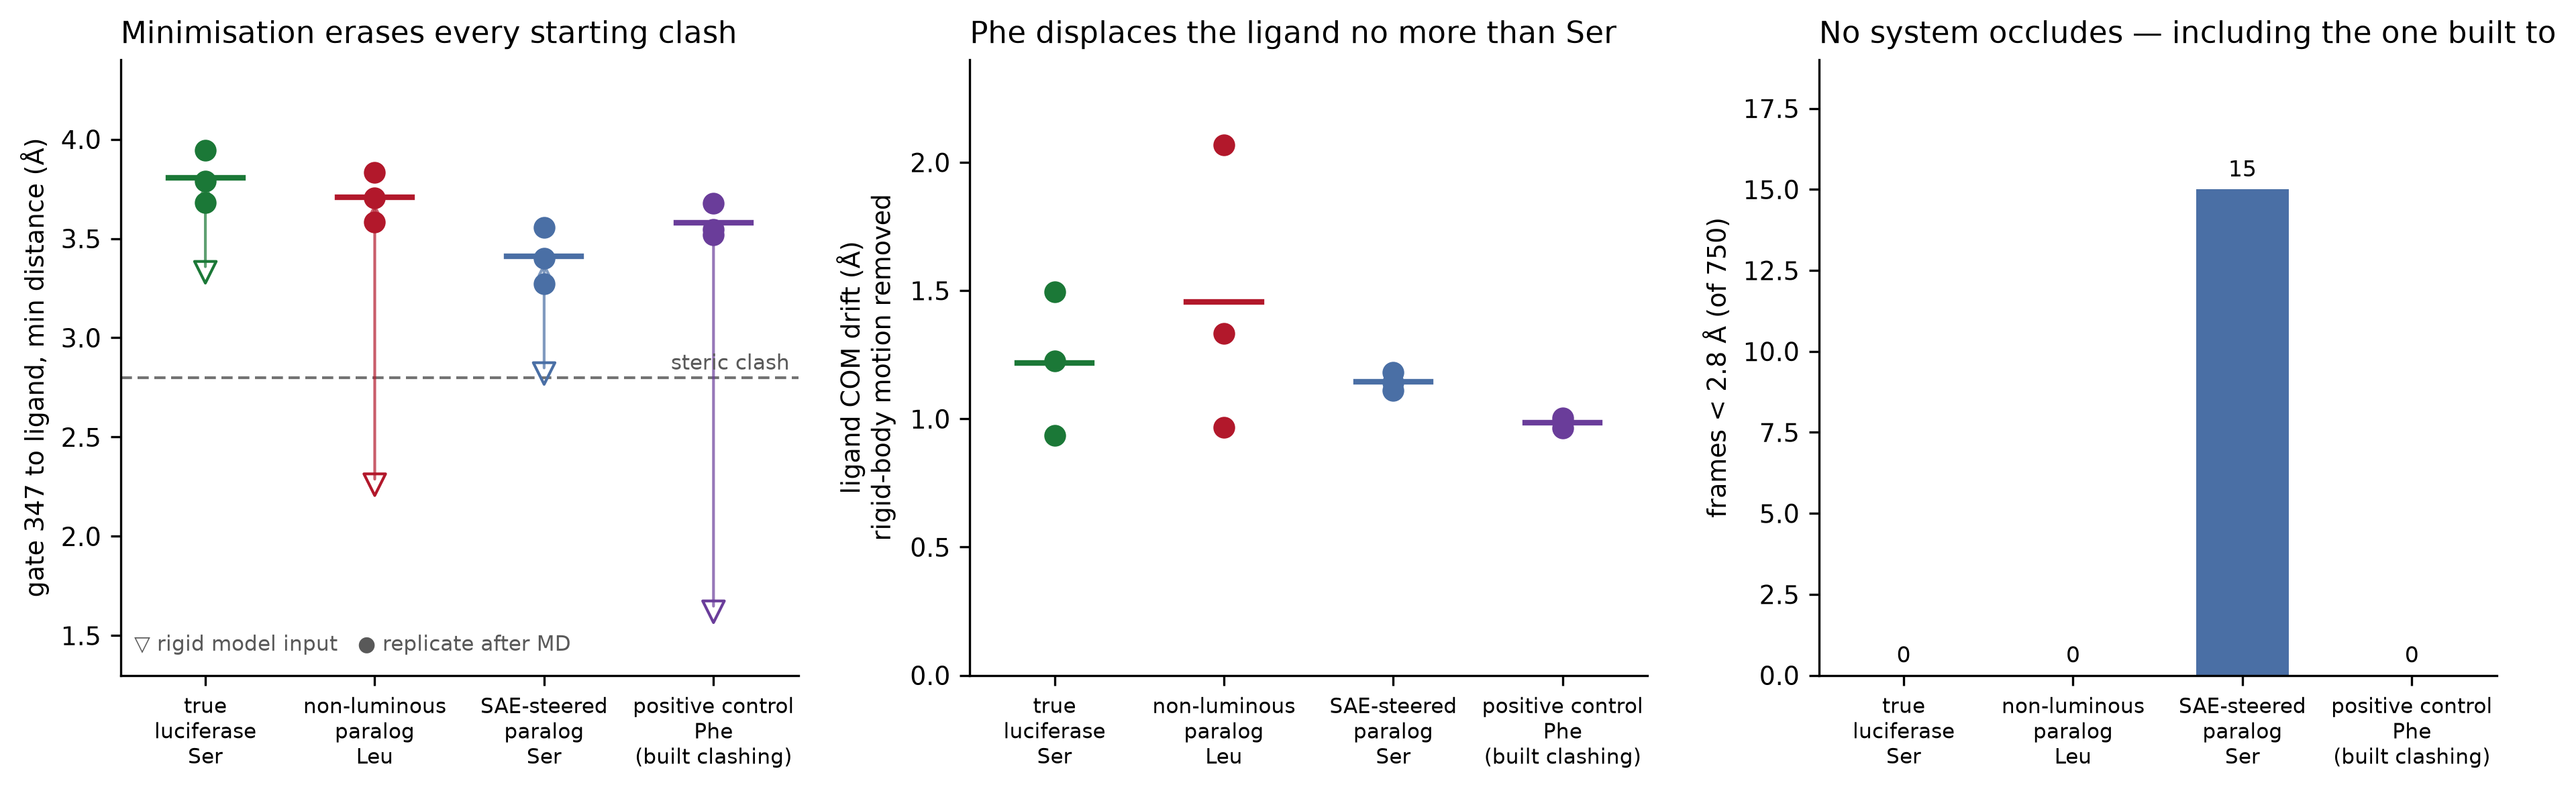 Minimisation erases every starting clash
gate 347 to ligand, min distance (Å)
4.0
3.5
3.0
2.5
2.0
1.5
steric clash
▽ rigid model input ● replicate after MD
true
luciferase
Ser
non-luminous
paralog
Leu
SAE-steered
paralog
Ser
positive control
Phe
(built clashing)
Phe displaces the ligand no more than Ser
ligand COM drift (Å)
rigid-body motion removed
2.0
1.5
1.0
0.5
0.0
true
luciferase
Ser
non-luminous
paralog
Leu
SAE-steered
paralog
Ser
positive control
Phe
(built clashing)
No system occludes — including the one built to
frames < 2.8 Å (of 750)
17.5
15.0
12.5
10.0
7.5
5.0
2.5
0.0
0
0
15
0
true
luciferase
Ser
non-luminous
paralog
Leu
SAE-steered
paralog
Ser
positive control
Phe
(built clashing)